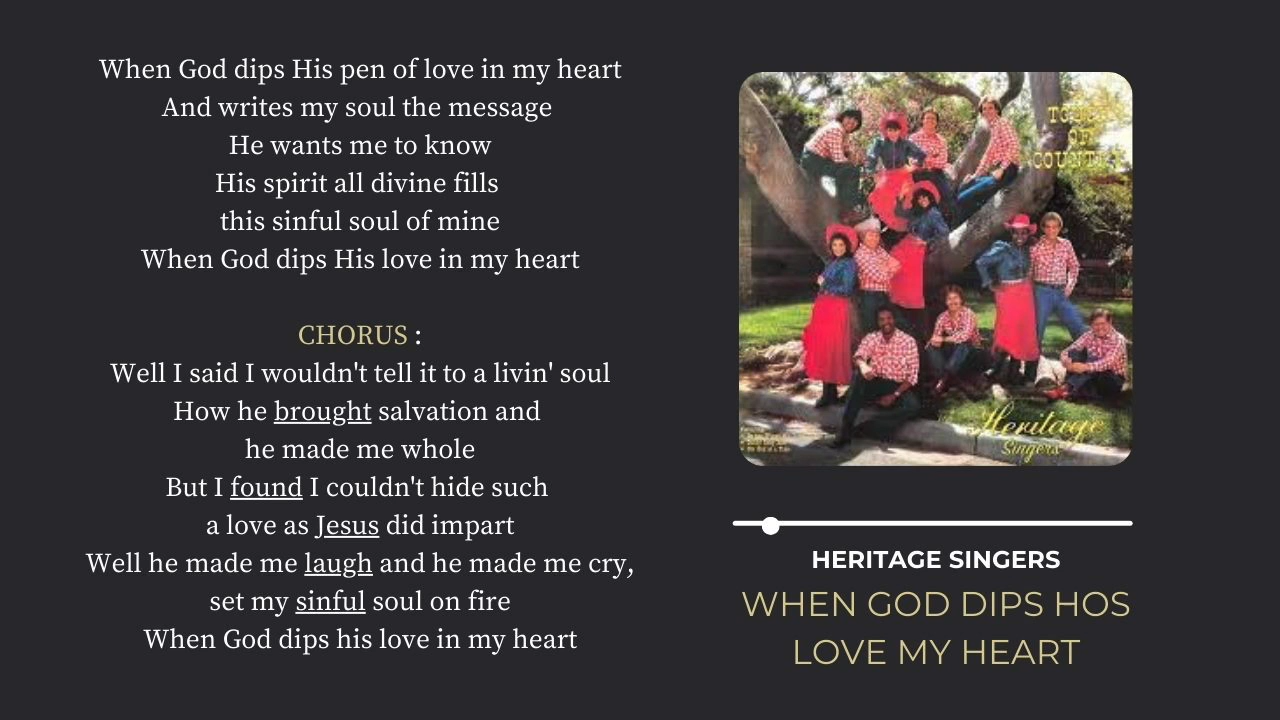 When God dips His pen of love in my heart
And writes my soul the message
He wants me to know
His spirit all divine fills
this sinful soul of mine
When God dips His love in my heart
CHORUS :
Well I said I wouldn't tell it to a livin' soul
How he brought salvation and
he made me whole
But I found I couldn't hide such
a love as Jesus did impart
Well he made me laugh and he made me cry,
set my sinful soul on fire
When God dips his love in my heart
OF
COUNTRY
Heritage
Singers
HERITAGE SINGERS
WHEN GOD DIPS HOS
LOVE MY HEART